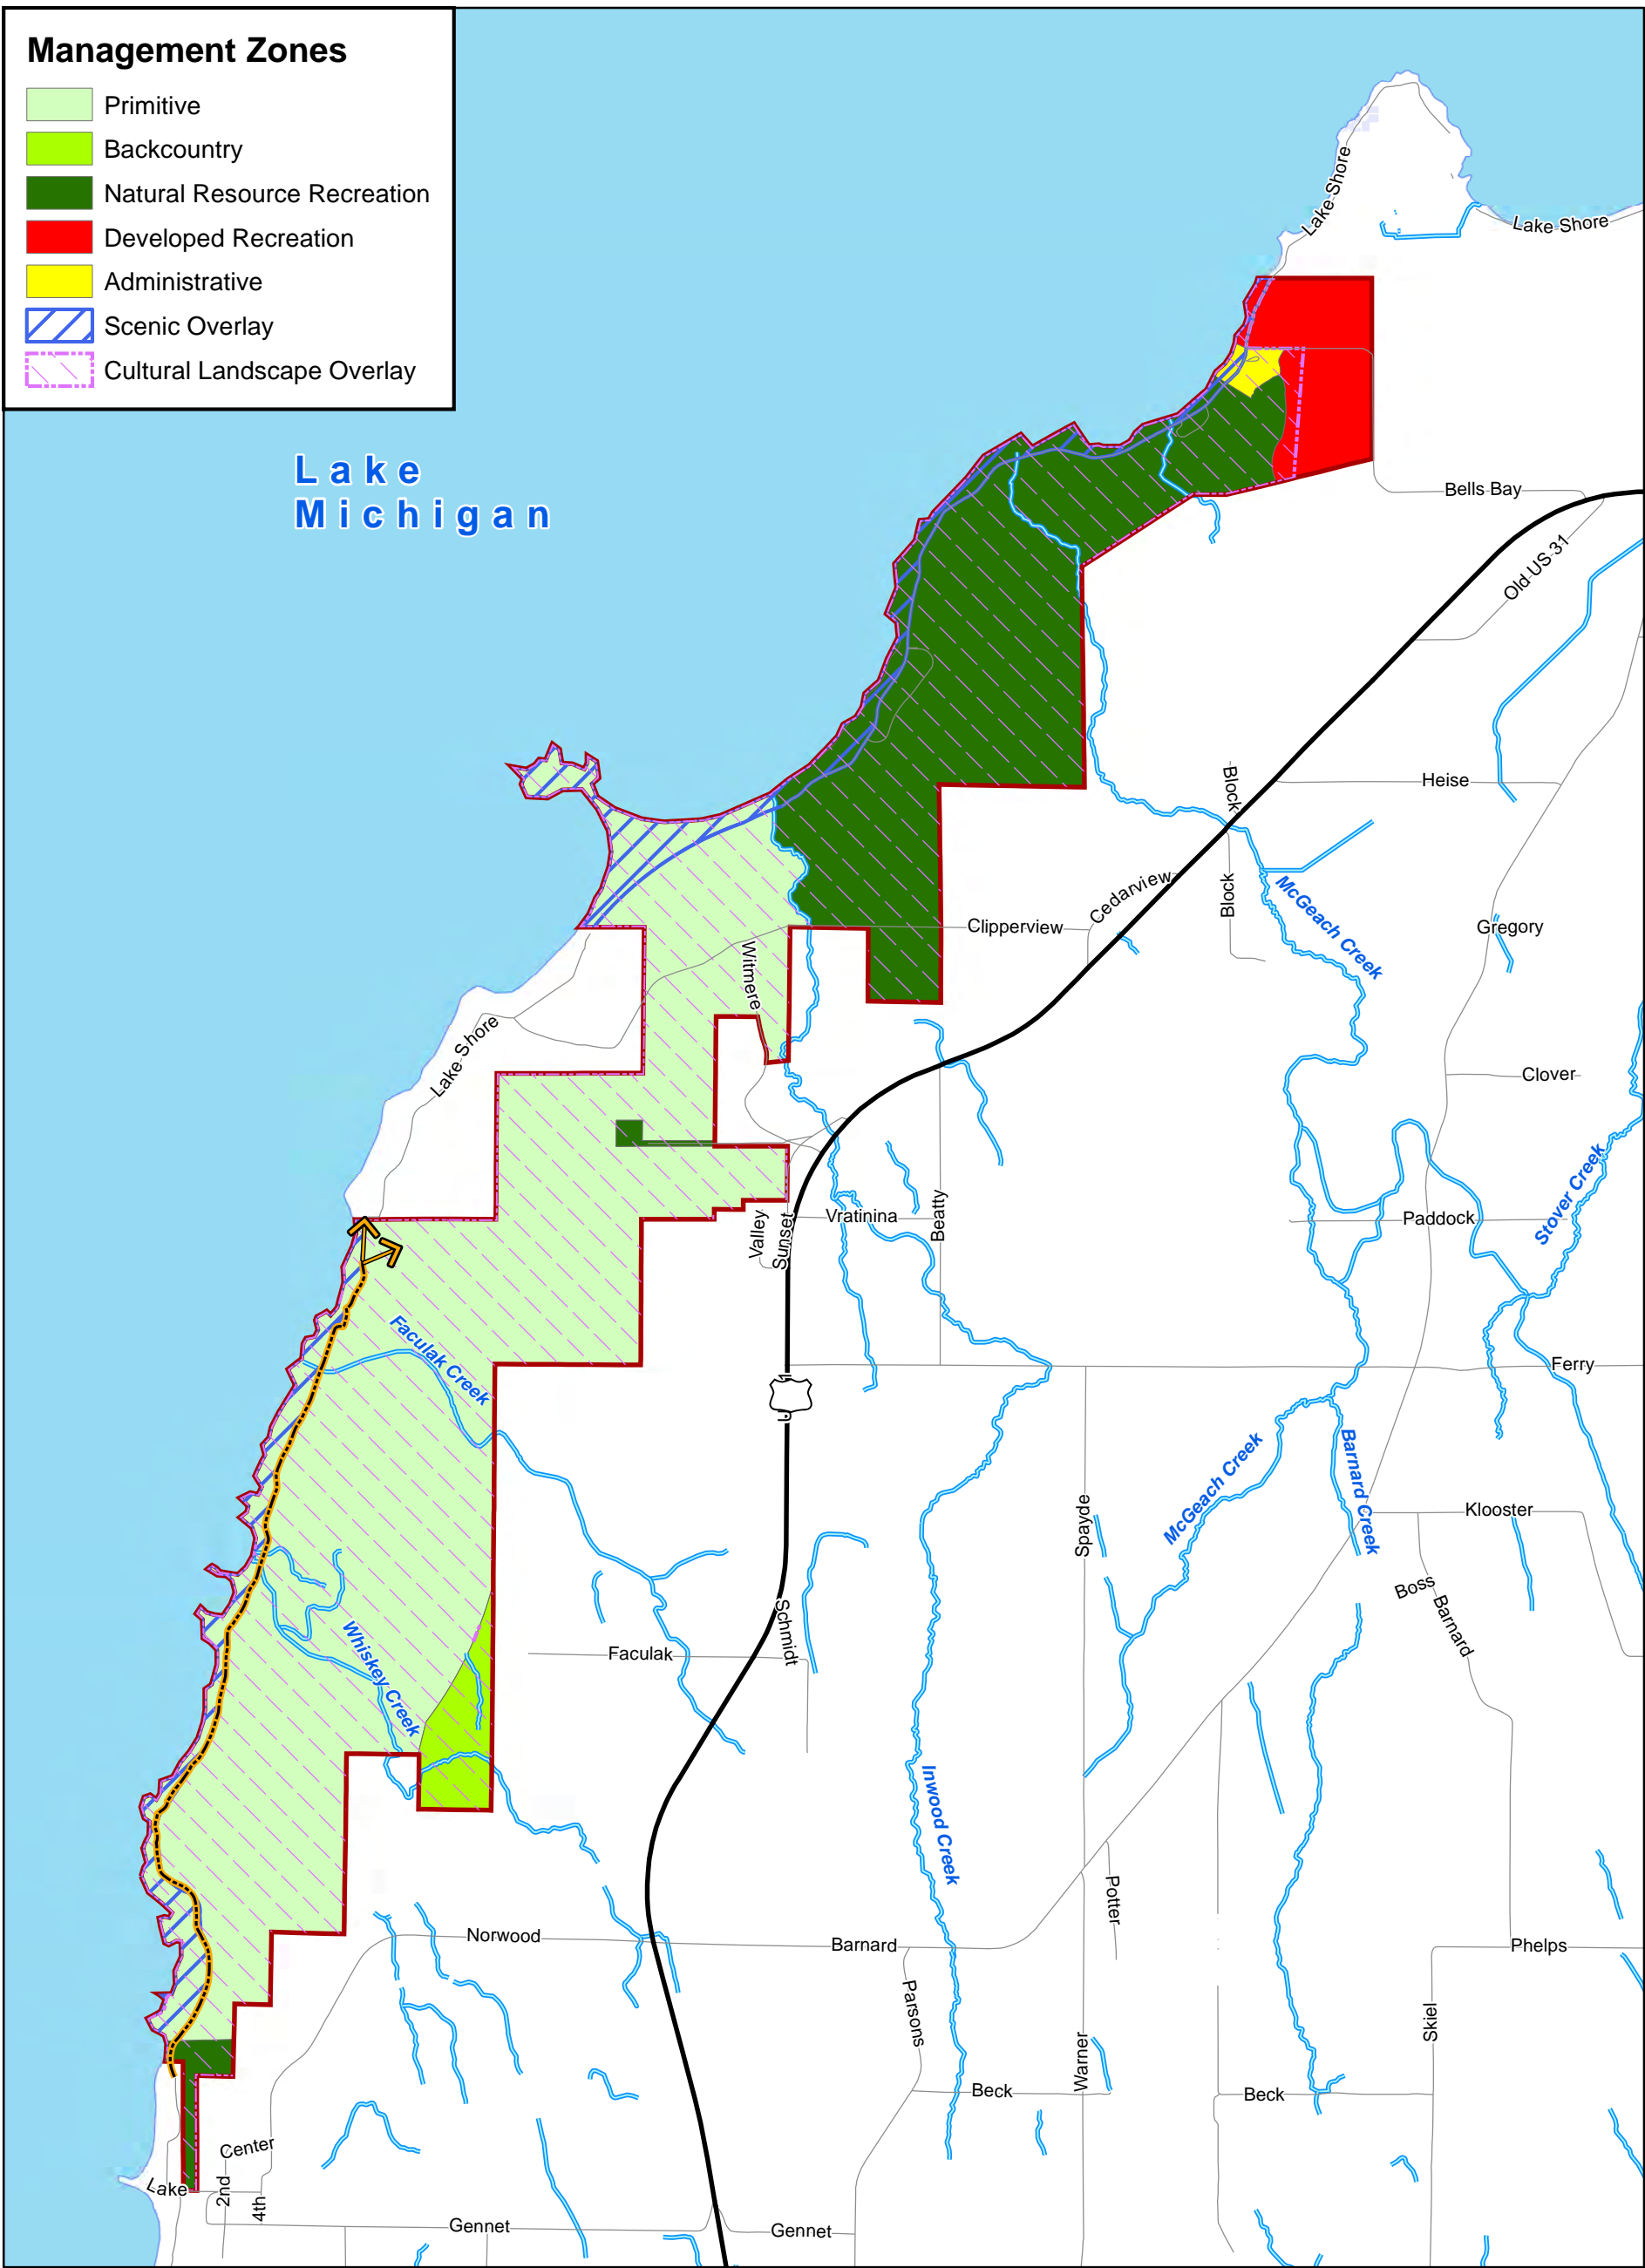 Management Zones
Primitive
Backcountry
Natural Resource Recreation
Developed Recreation
Administrative
Scenic Overlay
Cultural Landscape Overlay
Lake
Michigan
Lake Shore
Lake Shore
Bells Bay
Old US 31
Block
Heise
Cedarview
Block
McGeach Creek
Clipperview
Gregory
Witmere
Lake Shore
Clover
Stover Creek
Beatty
Vratinina
Valley
Sunset
Paddock
Faculak Creek
Ferry
McGeach Creek
Barnard Creek
Spayde
Klooster
Boss
Barnard
Schmidt
Faculak
Whiskey Creek
Inwood Creek
Potter
Norwood
Barnard
Phelps
Parsons
Skiel
Warner
Beck
Beck
Center
Lake
2nd
4th
Gennet
Gennet